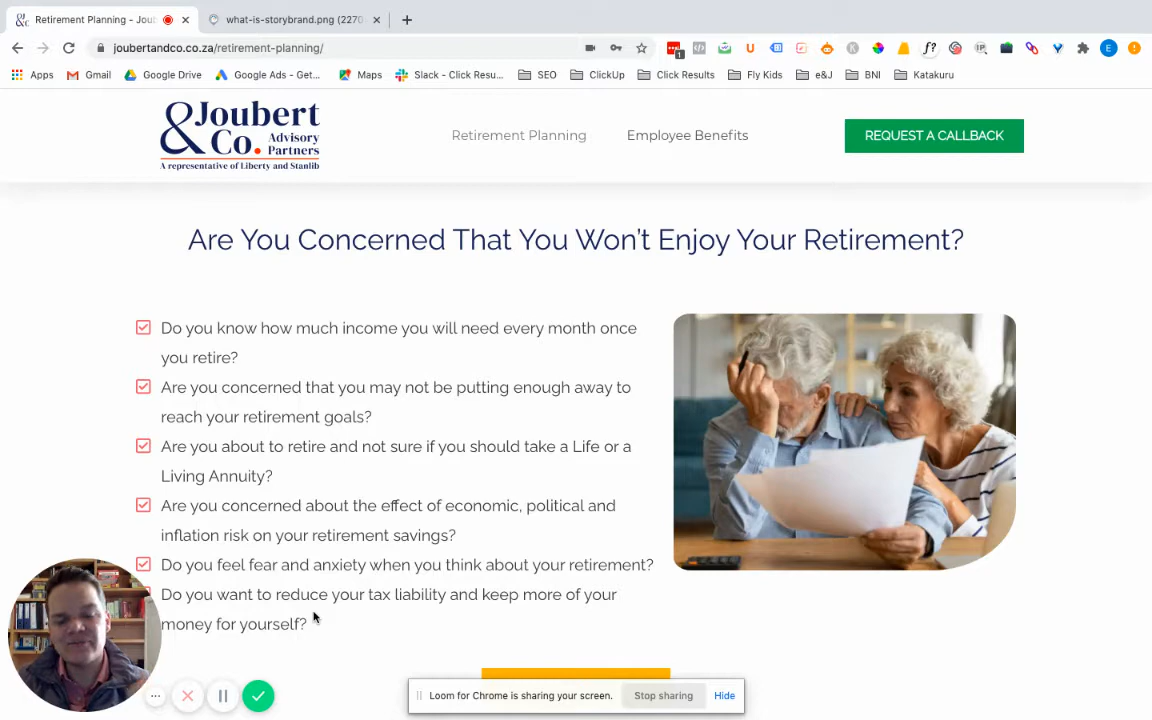 Retirement Planning - Jou
what-is-storybrand.png (2270
joubertandco.co.za/retirement-planning/
1
f?
IP
E
Apps
Gmail
Google Drive
Google Ads - Get...
Maps
Slack - Click Resu...
SEO
ClickUp
Click Results
Fly Kids
e&J
BNI
Katakuru
&Joubert
Co. Advisory
Partners
A representative of Liberty and Stanlib
Retirement Planning
Employee Benefits
REQUEST A CALLBACK
Are You Concerned That You Won't Enjoy Your Retirement?
Do you know how much income you will need every month once
you retire?
Are you concerned that you may not be putting enough away to
reach your retirement goals?
Are you about to retire and not sure if you should take a Life or a
Living Annuity?
Are you concerned about the effect of economic, political and
inflation risk on your retirement savings?
Do you feel fear and anxiety when you think about your retirement?
Do you want to reduce your tax liability and keep more of your
money for yourself?
Loom for Chrome is sharing your screen.
Stop sharing
Hide